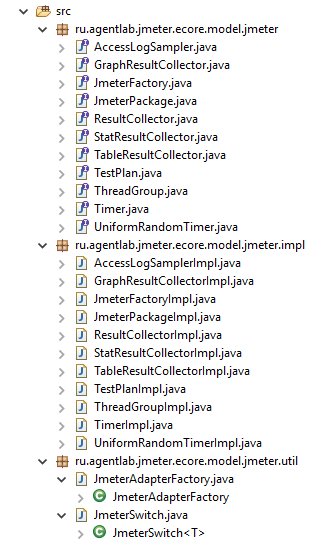 src
ru.agentlab.jmeter.ecore.model.jmeter
AccessLogSampler.java
GraphResultCollector.java
JmeterFactory.java
JmeterPackage.java
ResultCollector.java
StatResultCollector.java
TableResultCollector.java
TestPlan.java
ThreadGroup.java
Timer.java
UniformRandomTimer.java
ru.agentlab.jmeter.ecore.model.jmeter.impl
AccessLogSamplerImpl.java
GraphResultCollectorImpl.java
JmeterFactoryImpl.java
JmeterPackageImpl.java
ResultCollectorImpl.java
StatResultCollectorImpl.java
TableResultCollectorImpl.java
TestPlanImpl.java
ThreadGroupImpl.java
TimerImpl.java
UniformRandomTimerImpl.java
ru.agentlab.jmeter.ecore.model.jmeter.util
JmeterAdapterFactory.java
JmeterAdapterFactory
JmeterSwitch.java
JmeterSwitch<T>